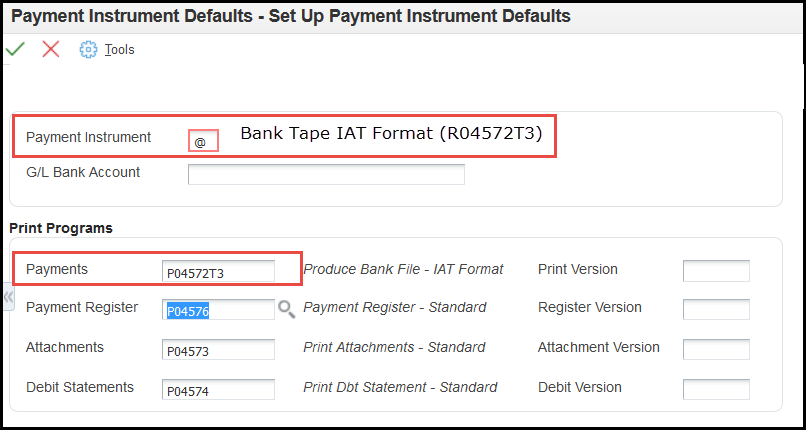 Payment Instrument Defaults - Set Up Payment Instrument Defaults
Tools
Payment Instrument @ Bank Tape IAT Format (R04572T3)
G/L Bank Account
Print Programs
Payments P04572T3 Produce Bank File - IAT Format Print Version
Payment Register P04576 Payment Register - Standard Register Version
Attachments P04573 Print Attachments - Standard Attachment Version
Debit Statements P04574 Print Dbt Statement - Standard Debit Version